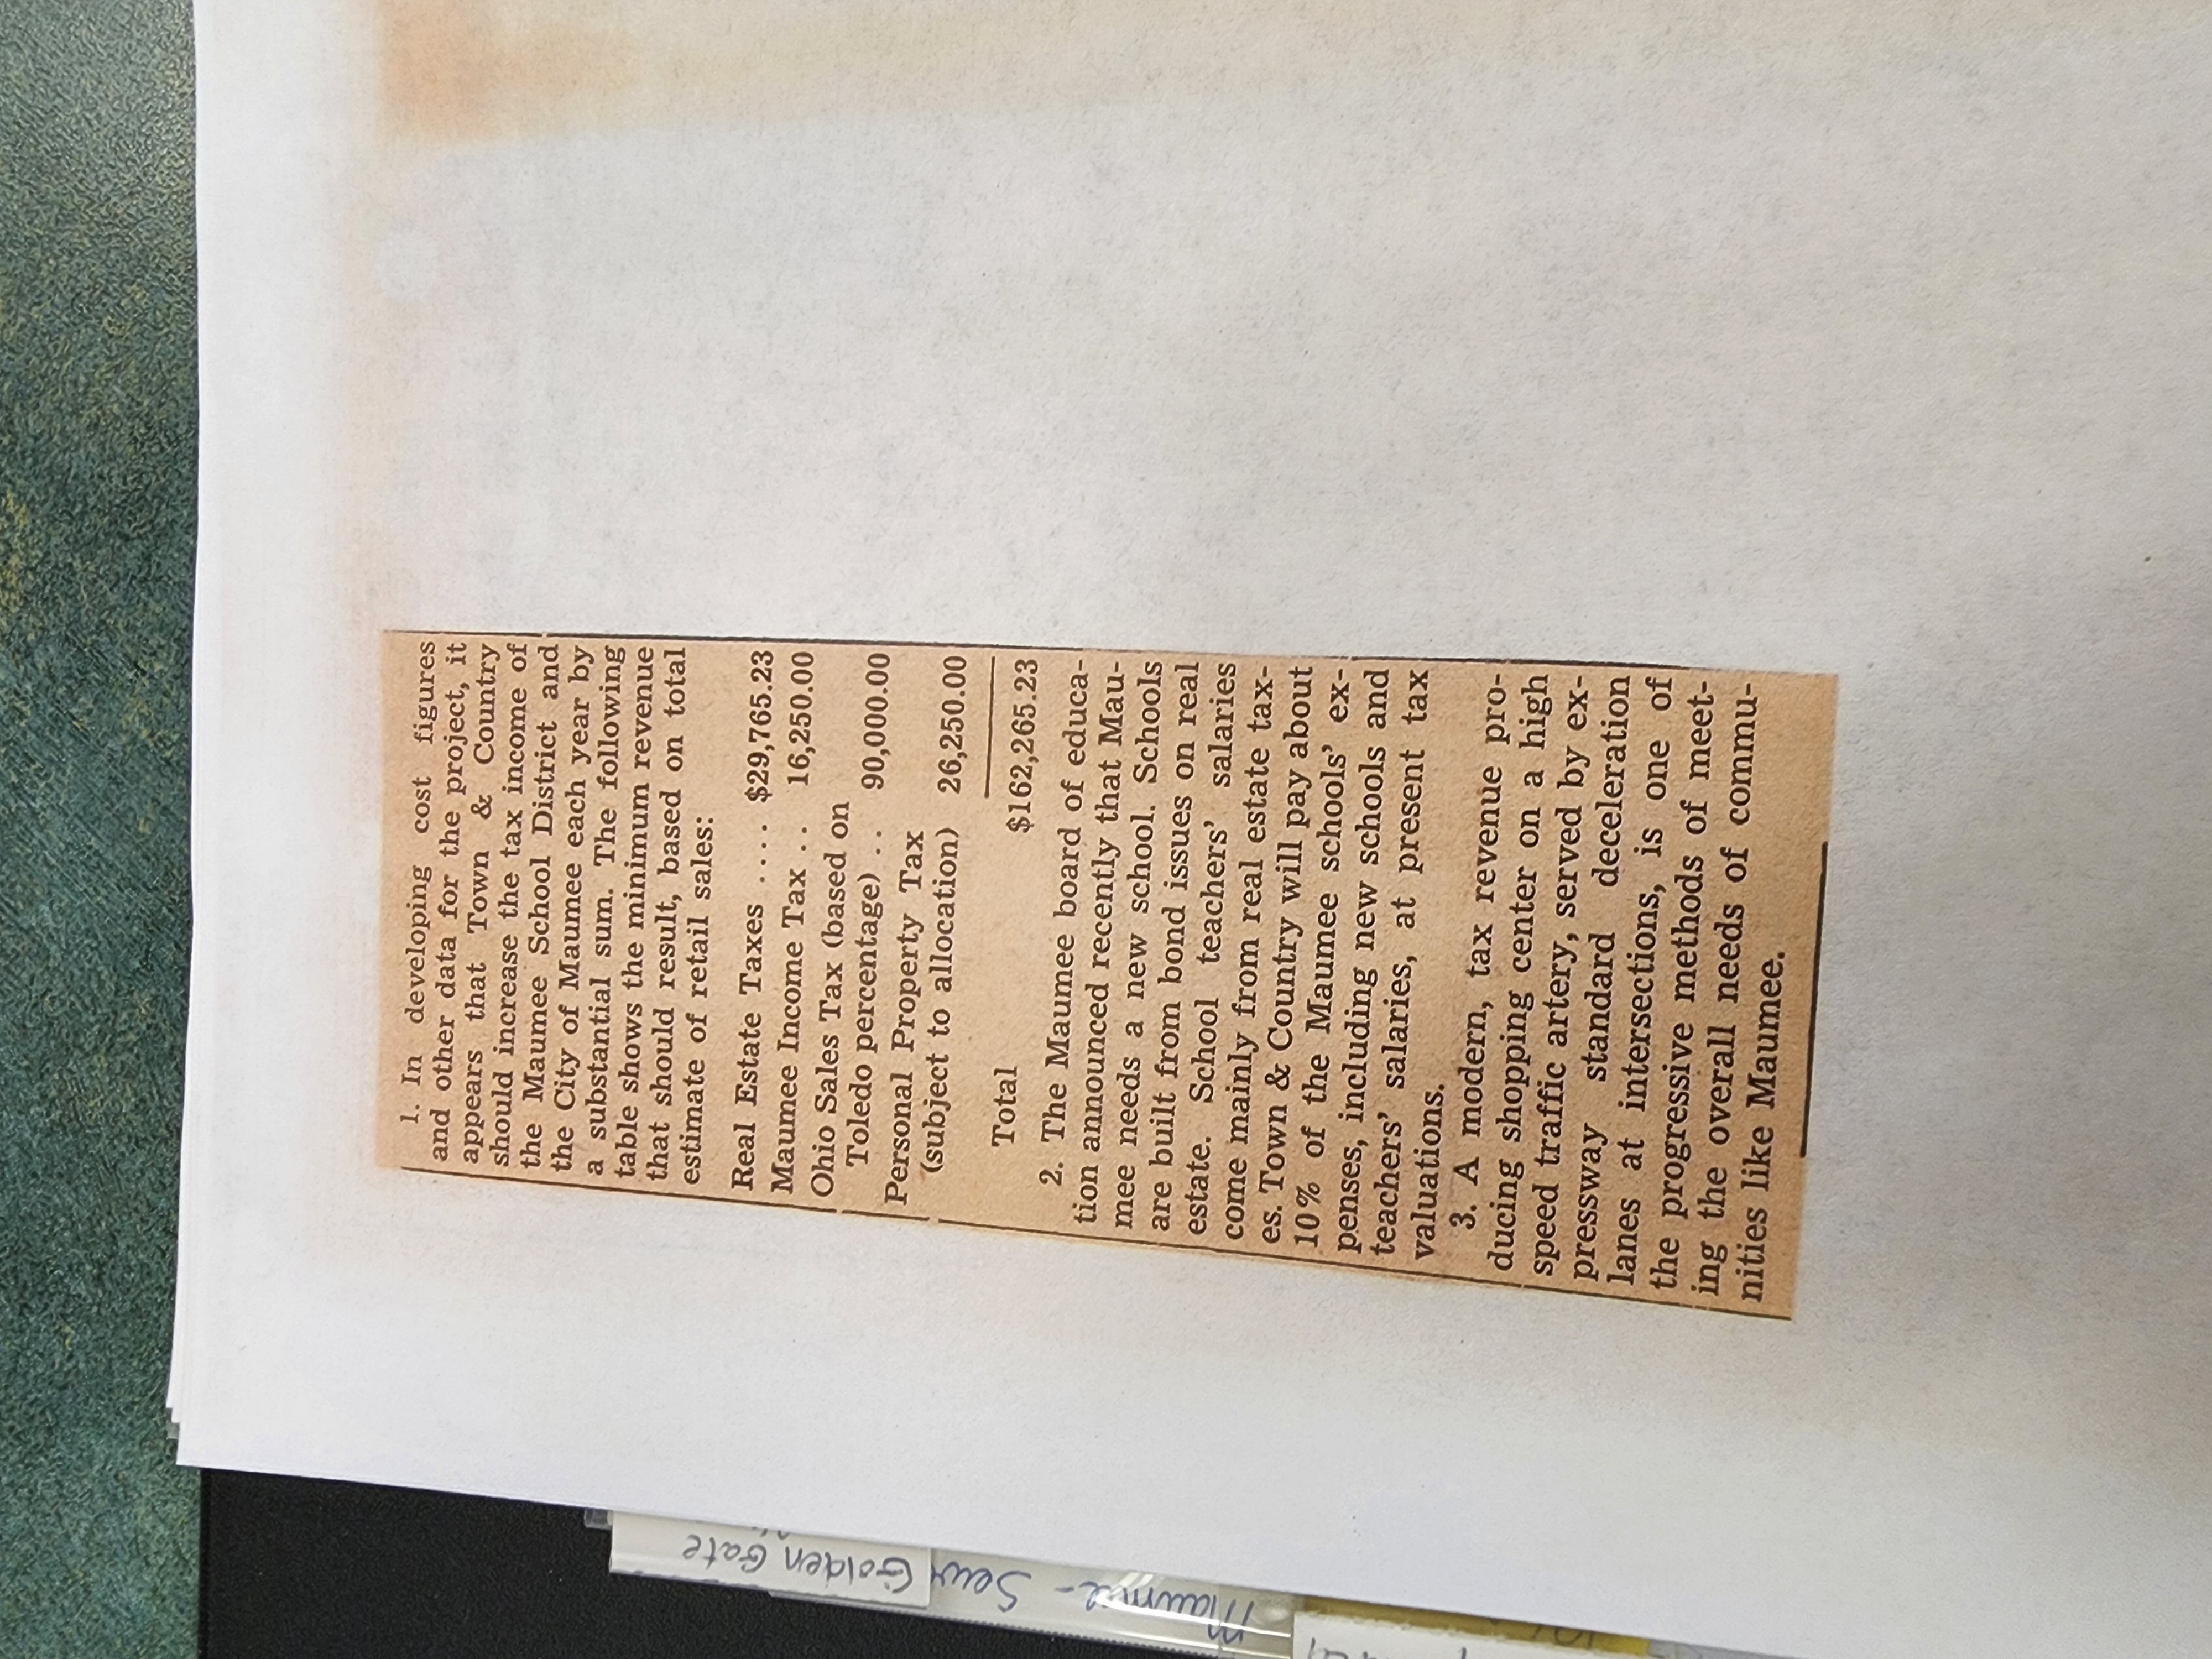 1. In developing cost figures
and other data for the project, it
appears that Town & Country
should increase the tax income of
the Maumee School District and
the City of Maumee each year by
a substantial sum. The following
table shows the minimum revenue
that should result, based on total
estimate of retail sales:
Real Estate Taxes .... $29,765.23
Maumee Income Tax .. 16,250.00
Ohio Sales Tax (based on
Toledo percentage) .. 90,000.00
Personal Property Tax
(subject to allocation) 26,250.00
Total $162,265.23
2. The Maumee board of educa-
tion announced recently that Mau-
mee needs a new school. Schools
are built from bond issues on real
estate. School teachers' salaries
come mainly from real estate tax-
es. Town & Country will pay about
10% of the Maumee schools' ex-
penses, including new schools and
teachers' salaries, at present tax
valuations.
3. A modern, tax revenue pro-
ducing shopping center on a high
speed traffic artery, served by ex-
pressway standard deceleration
lanes at intersections, is one of
the progressive methods of meet-
ing the overall needs of commu-
nities like Maumee.
Golden Gate
Maumee -